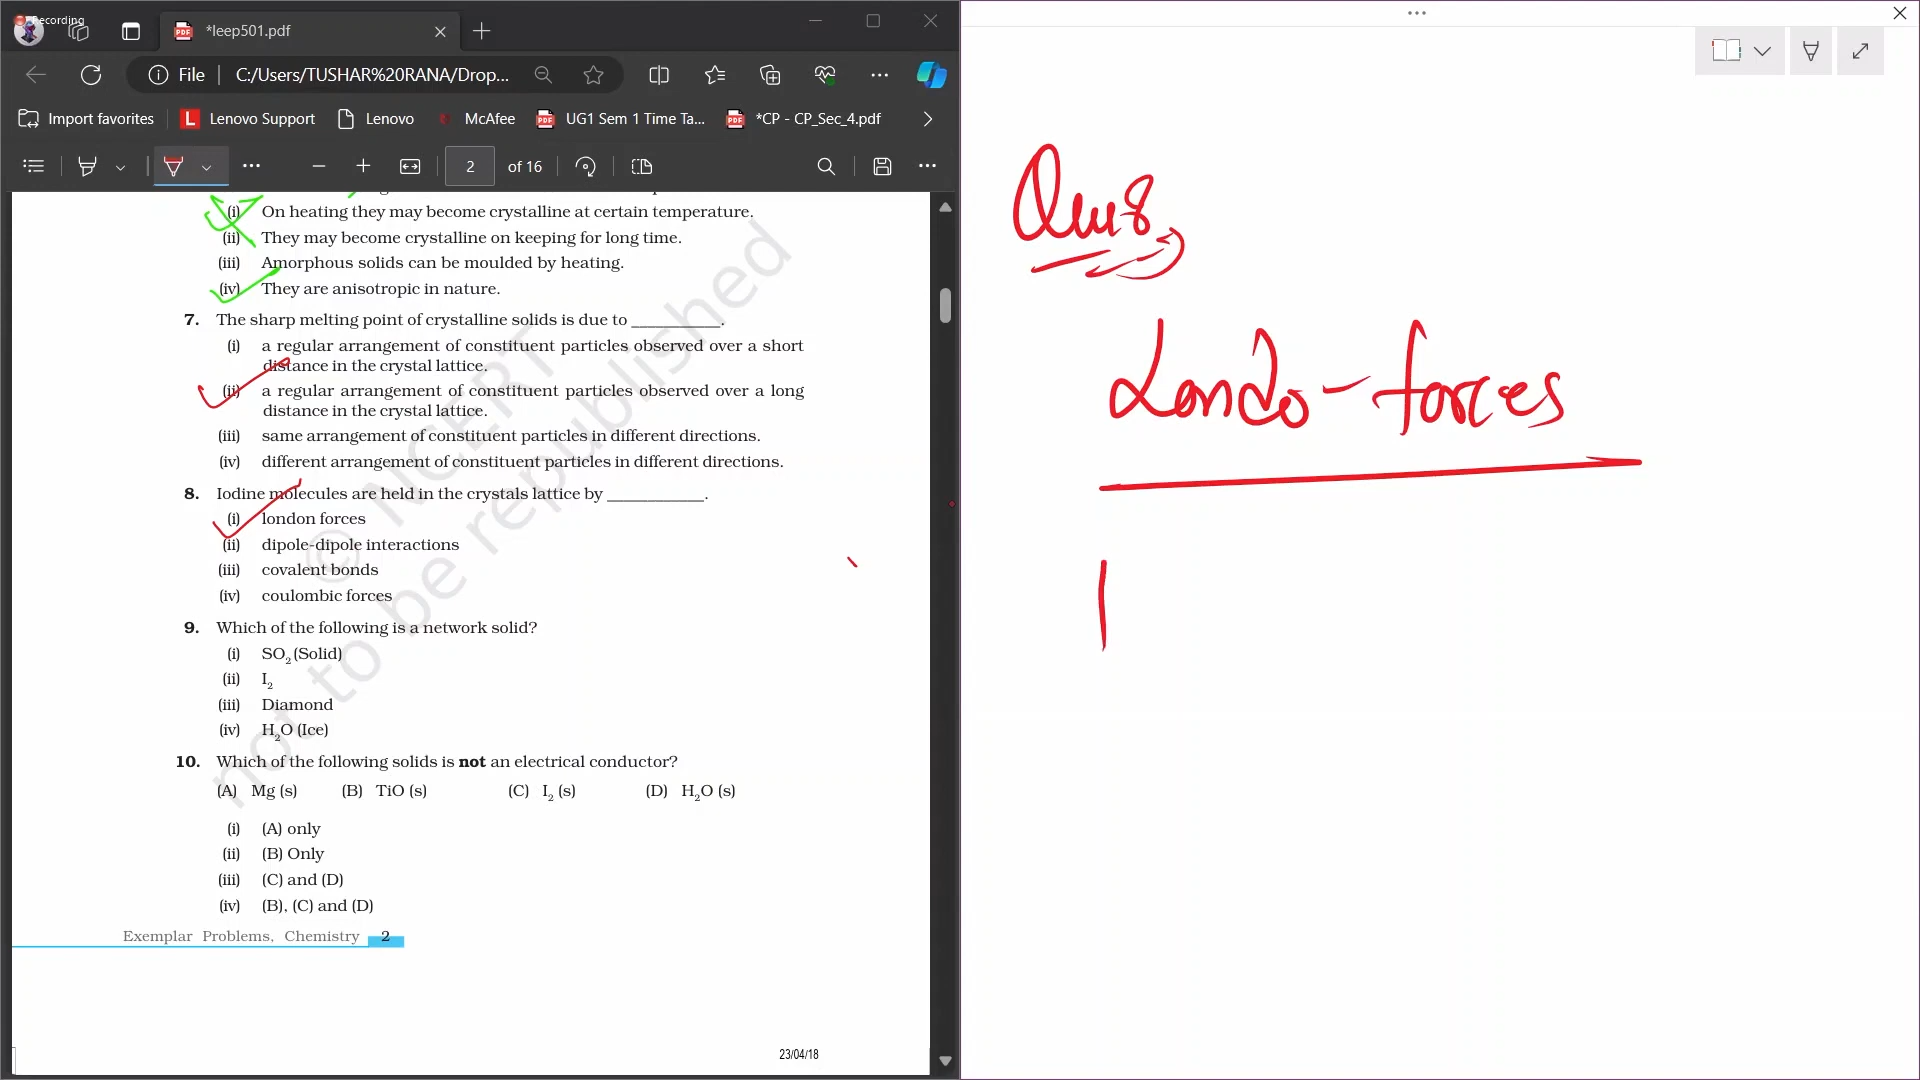 Recording
*leep501.pdf
File
C:/Users/TUSHAR%20RANA/Drop...
Import favorites
Lenovo Support
Lenovo
McAfee
UG1 Sem 1 Time Ta...
*CP - CP_Sec_4.pdf
2 of 16
(i) On heating they may become crystalline at certain temperature.
(ii) They may become crystalline on keeping for long time.
(iii) Amorphous solids can be moulded by heating.
(iv) They are anisotropic in nature.
7. The sharp melting point of crystalline solids is due to ___________.
(i) a regular arrangement of constituent particles observed over a short
distance in the crystal lattice.
(ii) a regular arrangement of constituent particles observed over a long
distance in the crystal lattice.
(iii) same arrangement of constituent particles in different directions.
(iv) different arrangement of constituent particles in different directions.
8. Iodine molecules are held in the crystals lattice by ____________.
(i) london forces
(ii) dipole-dipole interactions
(iii) covalent bonds
(iv) coulombic forces
9. Which of the following is a network solid?
(i) SO2 (Solid)
(ii) I2
(iii) Diamond
(iv) H2O (Ice)
10. Which of the following solids is not an electrical conductor?
(A) Mg (s) (B) TiO (s) (C) I2 (s) (D) H2O (s)
(i) (A) only
(ii) (B) Only
(iii) (C) and (D)
(iv) (B), (C) and (D)
Exemplar Problems, Chemistry 2
23/04/18
© NCERT
not to be republished
Londo - forces